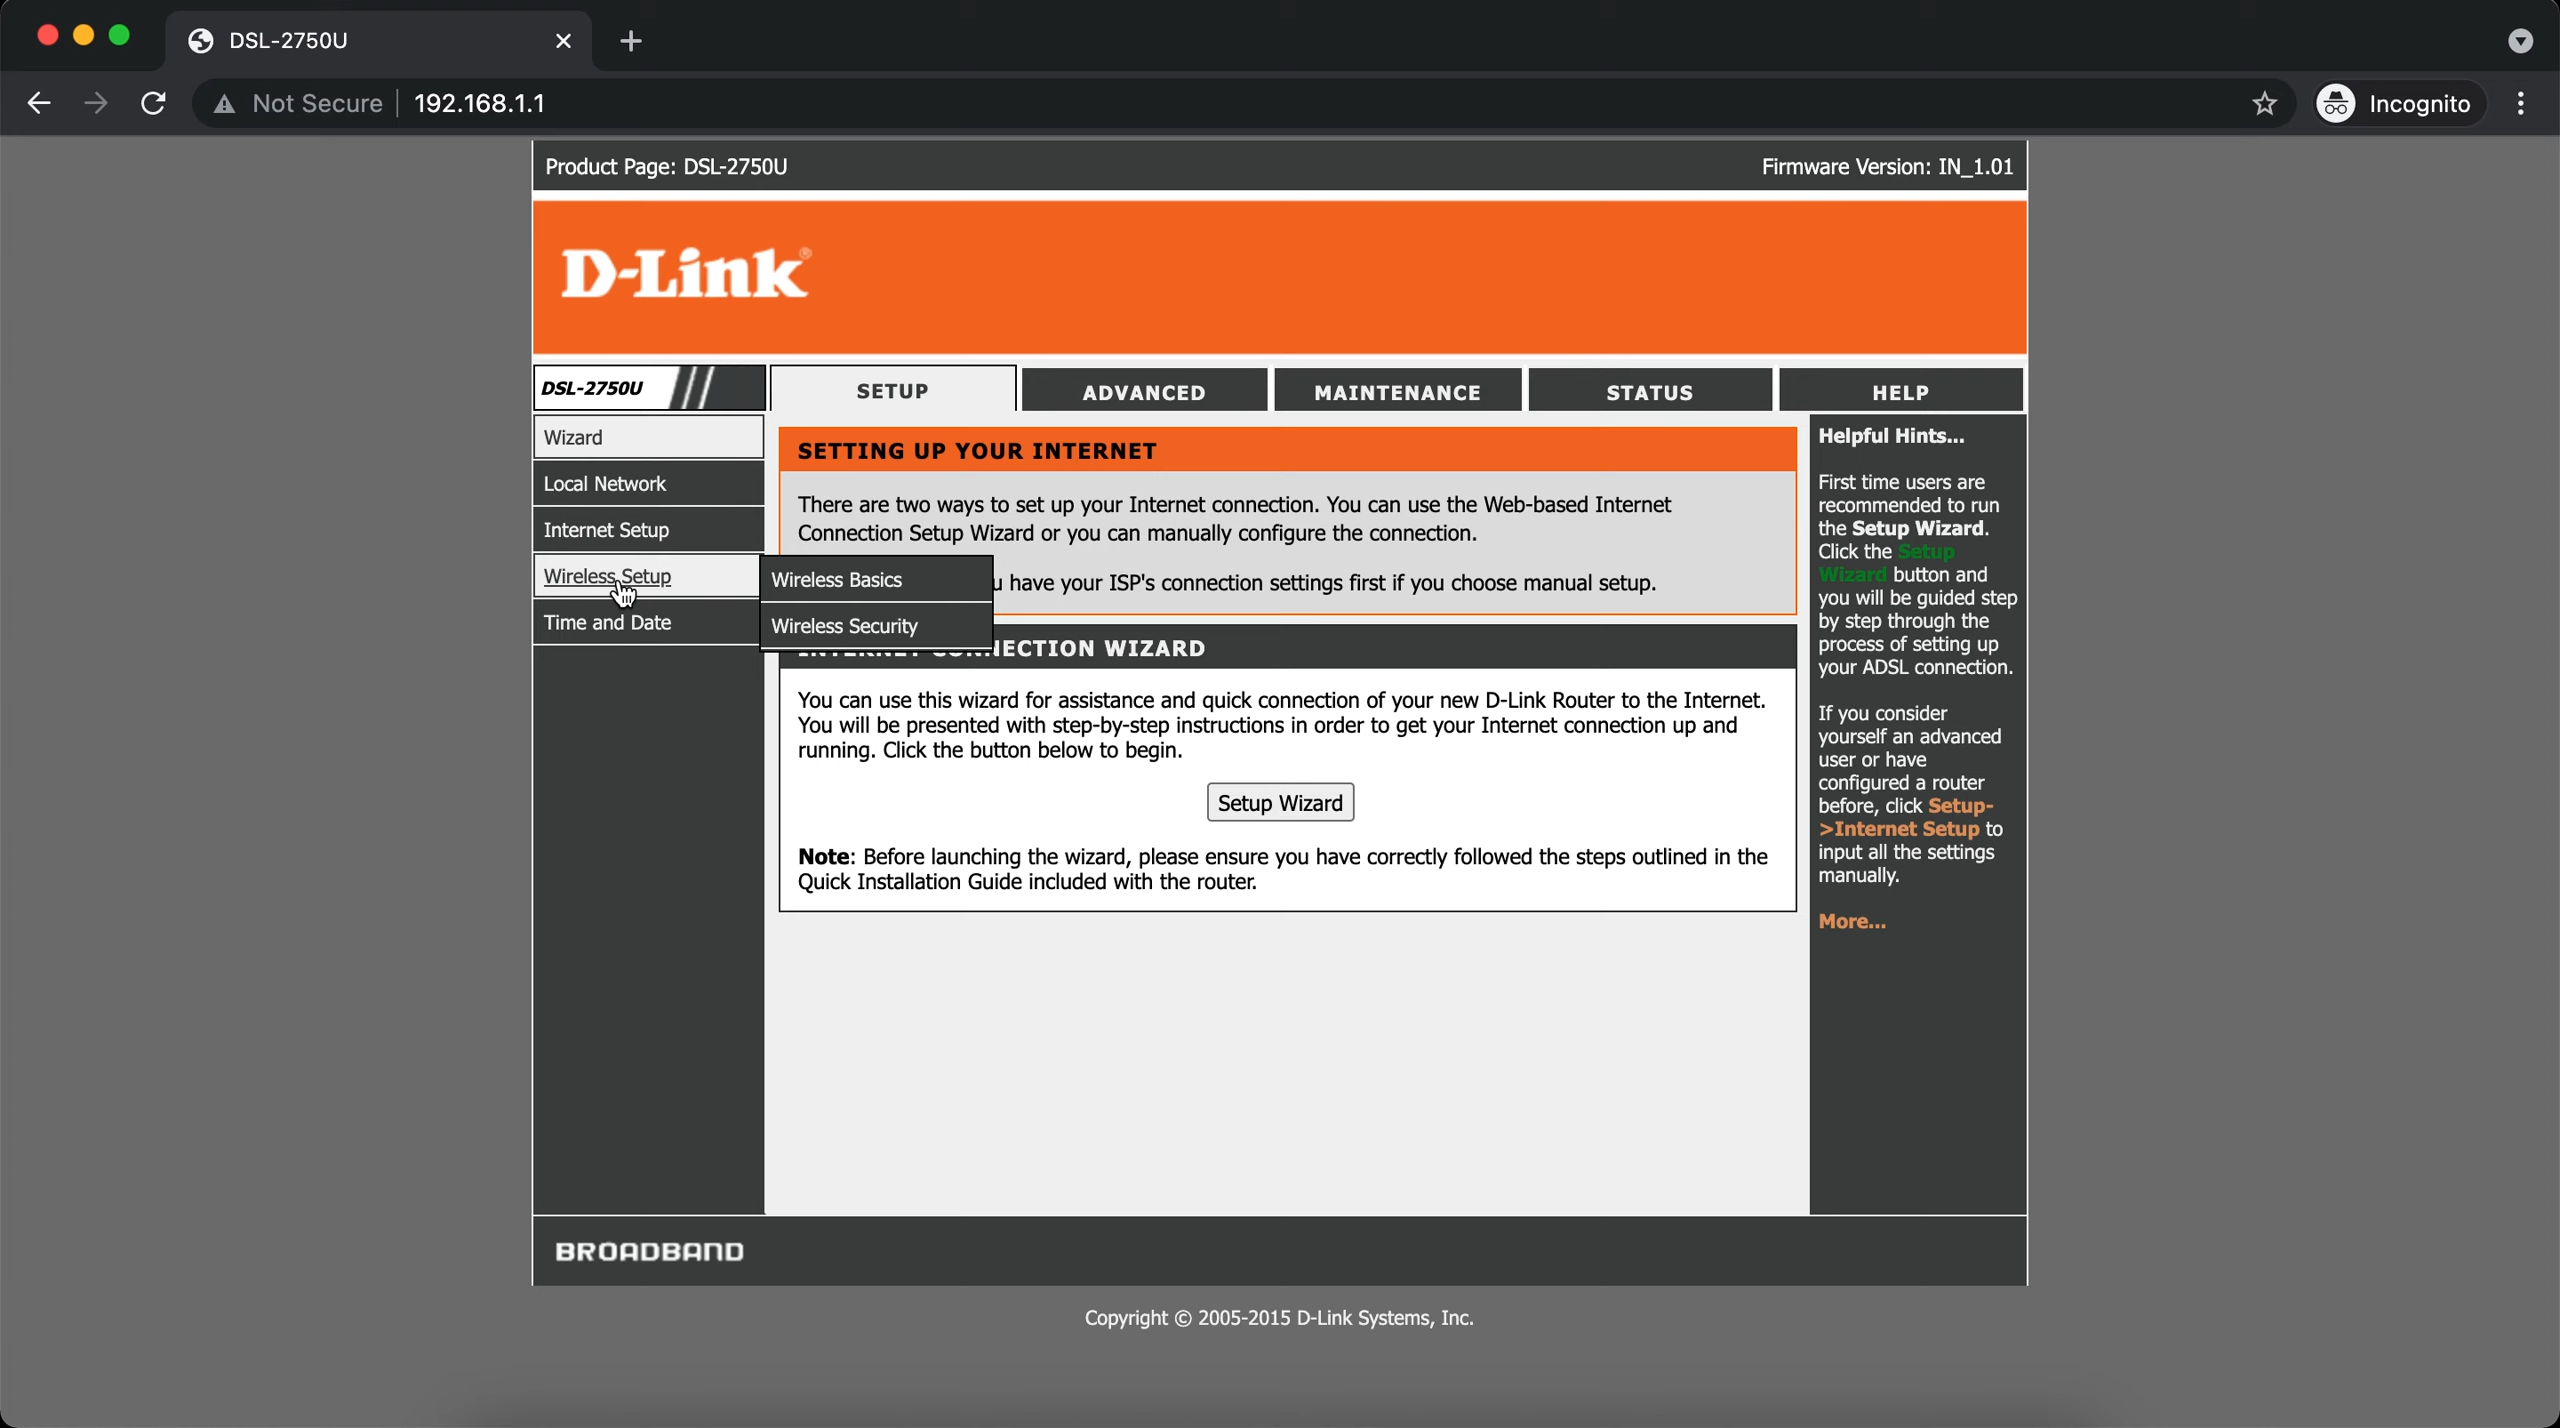 DSL-2750U
Not Secure
192.168.1.1
Incognito
Product Page: DSL-2750U
Firmware Version: IN_1.01
D-Link®
DSL-2750U
SETUP
ADVANCED
MAINTENANCE
STATUS
HELP
Wizard
Local Network
Internet Setup
Wireless Setup
Time and Date
Wireless Basics
Wireless Security
SETTING UP YOUR INTERNET
There are two ways to set up your Internet connection. You can use the Web-based Internet
Connection Setup Wizard or you can manually configure the connection.
have your ISP's connection settings first if you choose manual setup.
CONNECTION WIZARD
You can use this wizard for assistance and quick connection of your new D-Link Router to the Internet.
You will be presented with step-by-step instructions in order to get your Internet connection up and
running. Click the button below to begin.
Setup Wizard
Note: Before launching the wizard, please ensure you have correctly followed the steps outlined in the
Quick Installation Guide included with the router.
Helpful Hints...
First time users are
recommended to run
the Setup Wizard.
Click the Setup
Wizard button and
you will be guided step
by step through the
process of setting up
your ADSL connection.
If you consider
yourself an advanced
user or have
configured a router
before, click Setup-
>Internet Setup to
input all the settings
manually.
More...
BROADBAND
Copyright © 2005-2015 D-Link Systems, Inc.